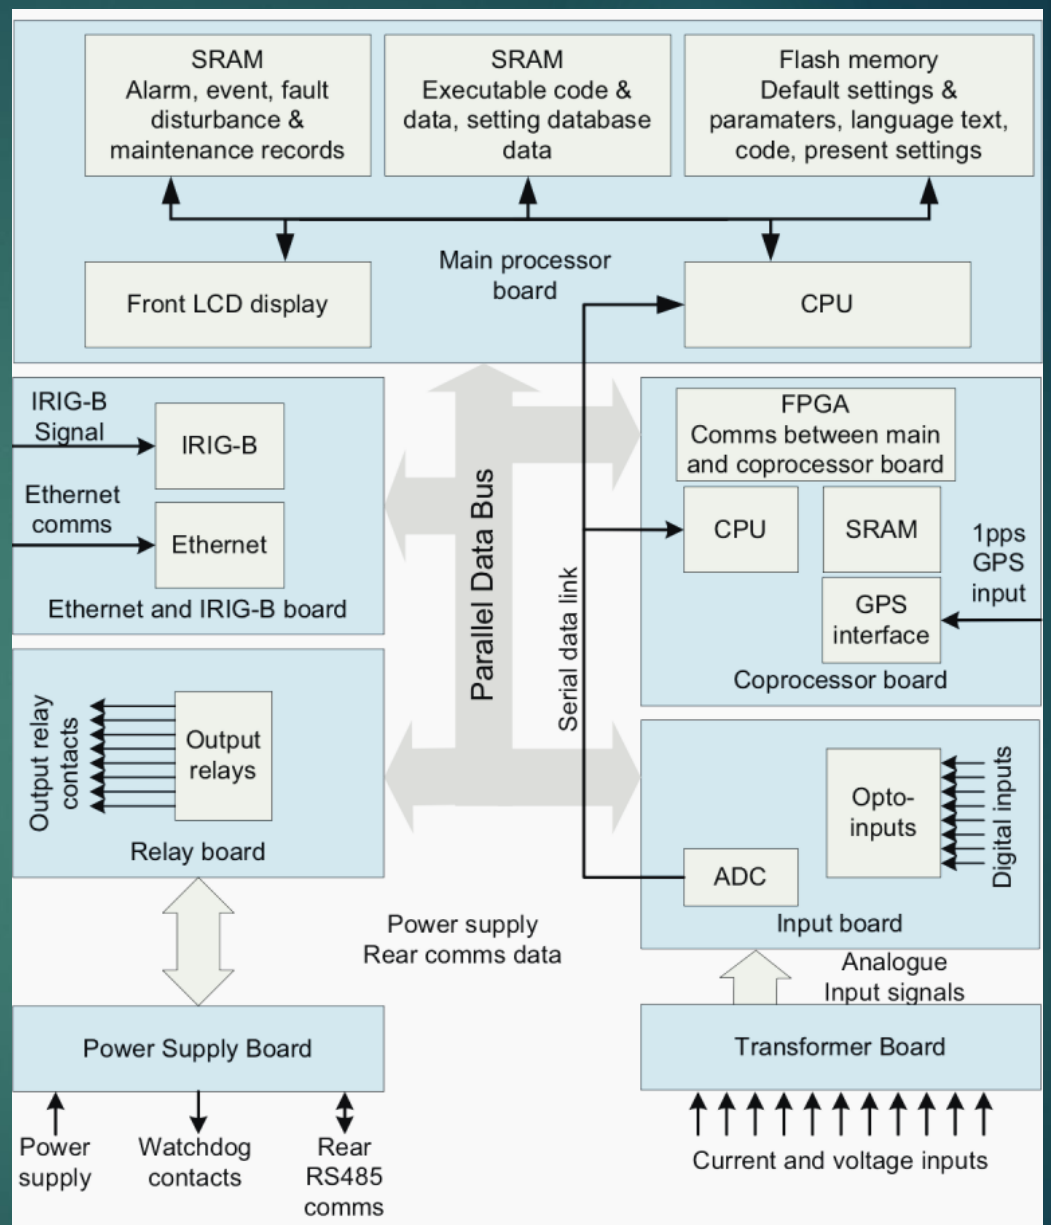 SRAM
Alarm, event, fault
disturbance &
maintenance records
SRAM
Executable code &
data, setting database
data
Flash memory
Default settings &
paramaters, language text,
code, present settings
Main processor
board
Front LCD display
CPU
IRIG-B
Signal
IRIG-B
Ethernet
comms
Ethernet
Ethernet and IRIG-B board
Parallel Data Bus
Serial data link
FPGA
Comms between main
and coprocessor board
CPU
SRAM
1pps
GPS
input
GPS
interface
Coprocessor board
Output relay
contacts
Output
relays
Relay board
Opto-
inputs
Digital inputs
ADC
Input board
Power supply
Rear comms data
Analogue
Input signals
Power Supply Board
Transformer Board
Power
supply
Watchdog
contacts
Rear
RS485
comms
Current and voltage inputs